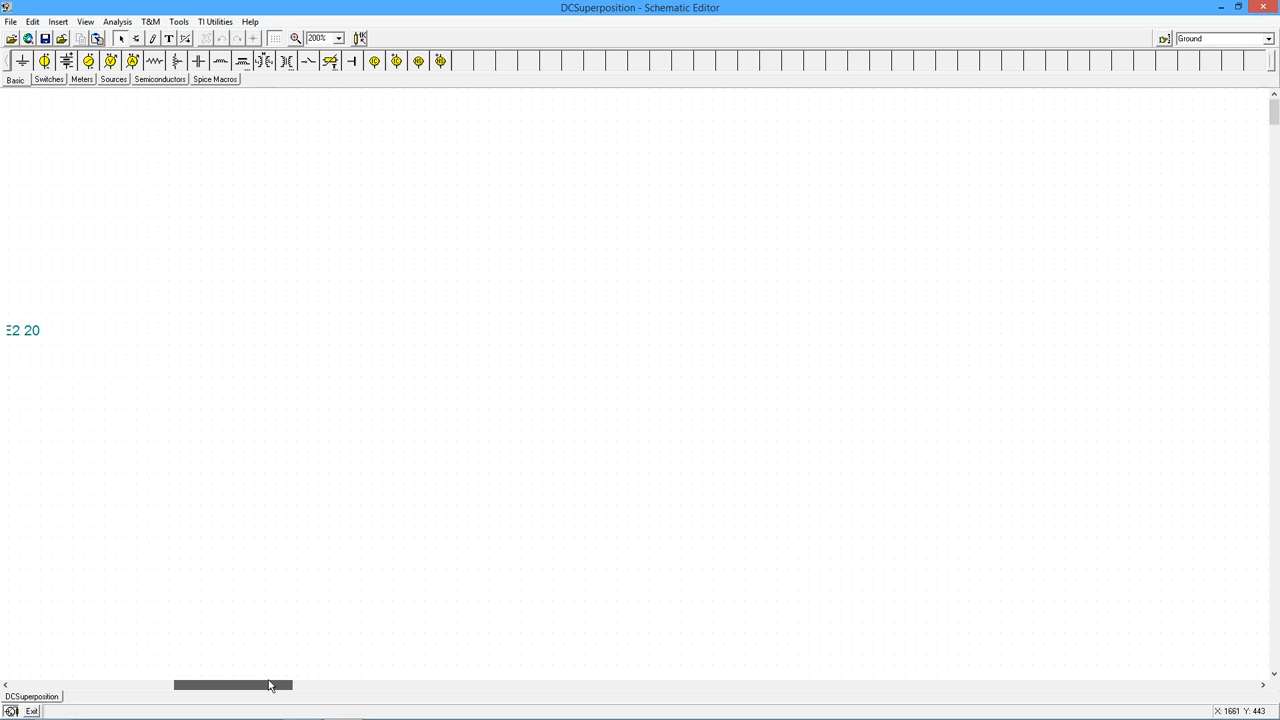 DCSuperposition - Schematic Editor
File Edit Insert View Analysis T&M Tools TI Utilities Help
T 200% Ground
Basic Switches Meters Sources Semiconductors Spice Macros
E2 20
DCSuperposition
Exit X: 1661 Y: 443